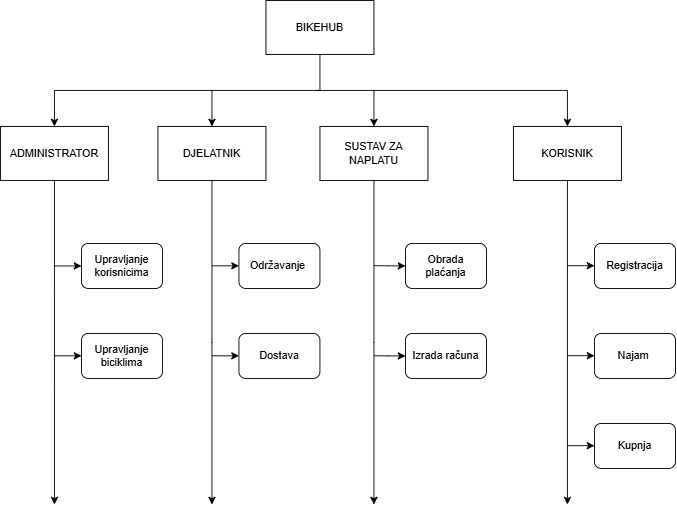 BIKEHUB
ADMINISTRATOR
DJELATNIK
SUSTAV ZA
NAPLATU
KORISNIK
Upravljanje
korisnicima
Održavanje
Obrada
plaćanja
Registracija
Upravljanje
biciklima
Dostava
Izrada računa
Najam
Kupnja